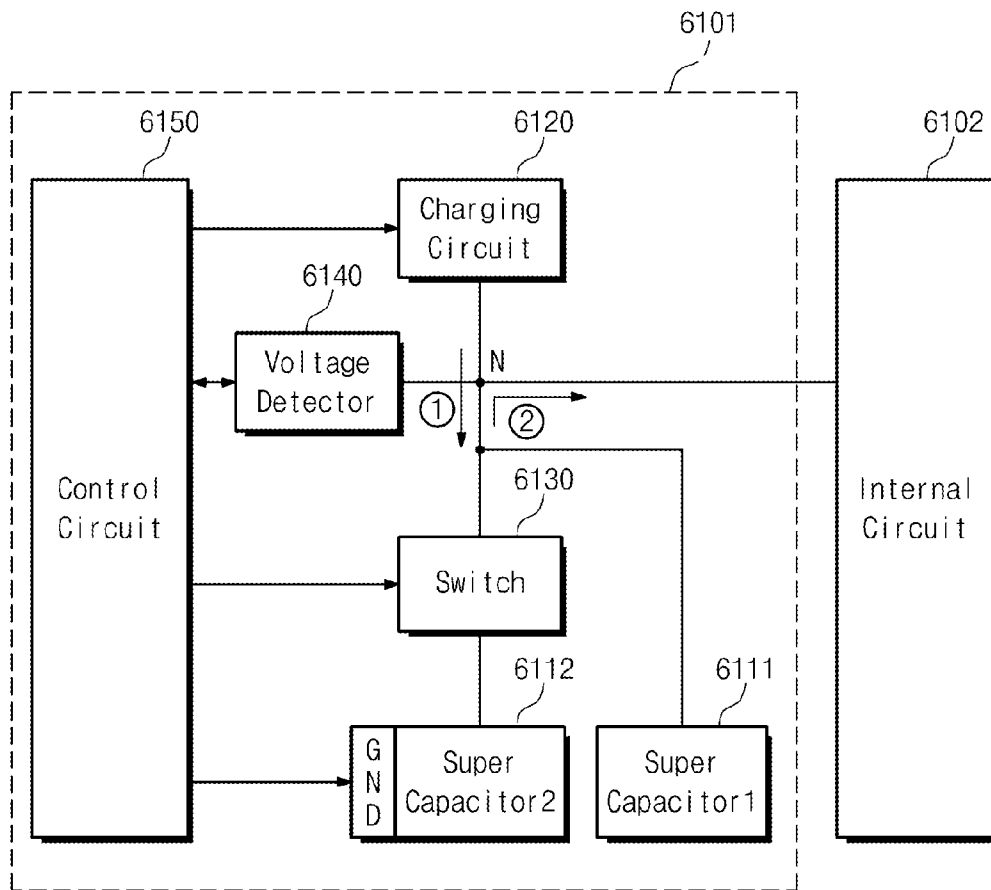 6101
6150
6120
6102
Charging
Circuit
6140
Voltage
Detector
N
①
②
Control
Circuit
6130
Internal
Circuit
Switch
6112
6111
GND
Super
Capacitor2
Super
Capacitor1